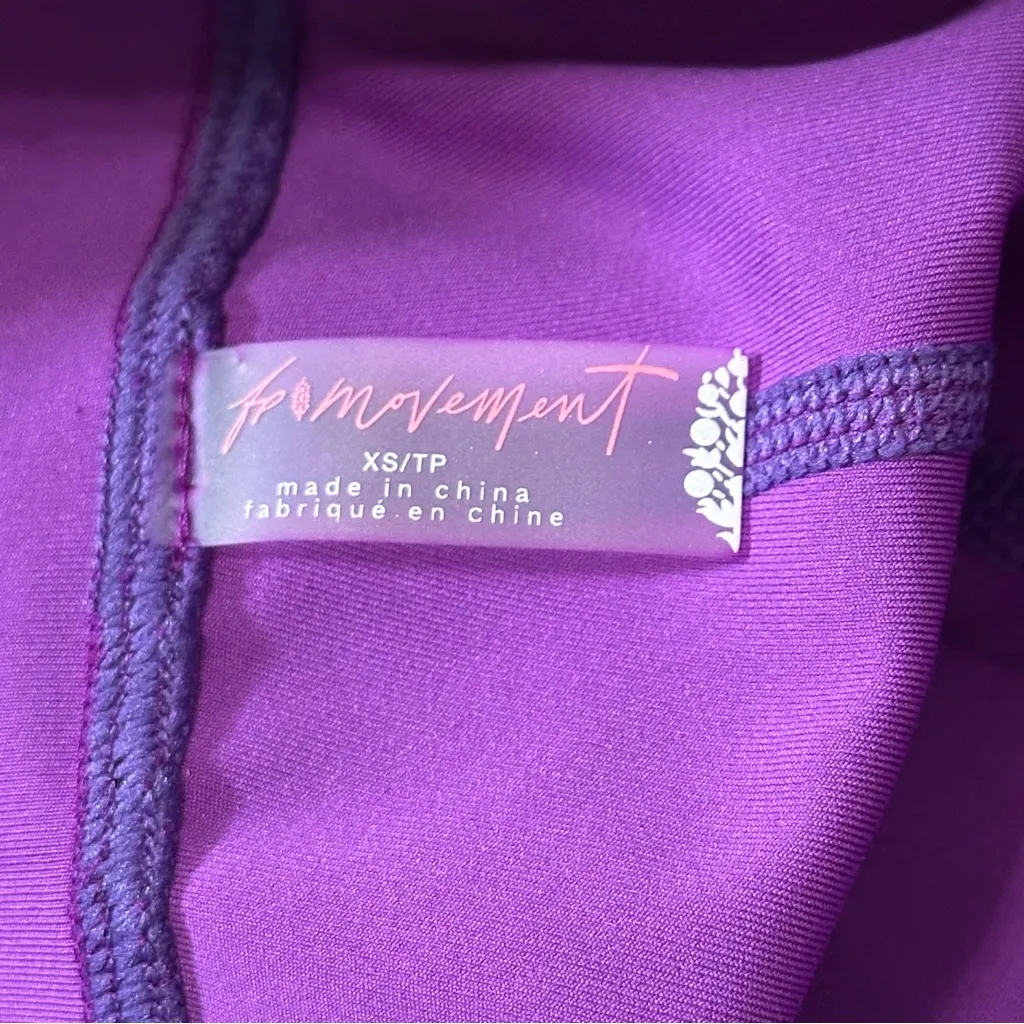 fp movement
XS/TP
made in china
fabriqué en chine